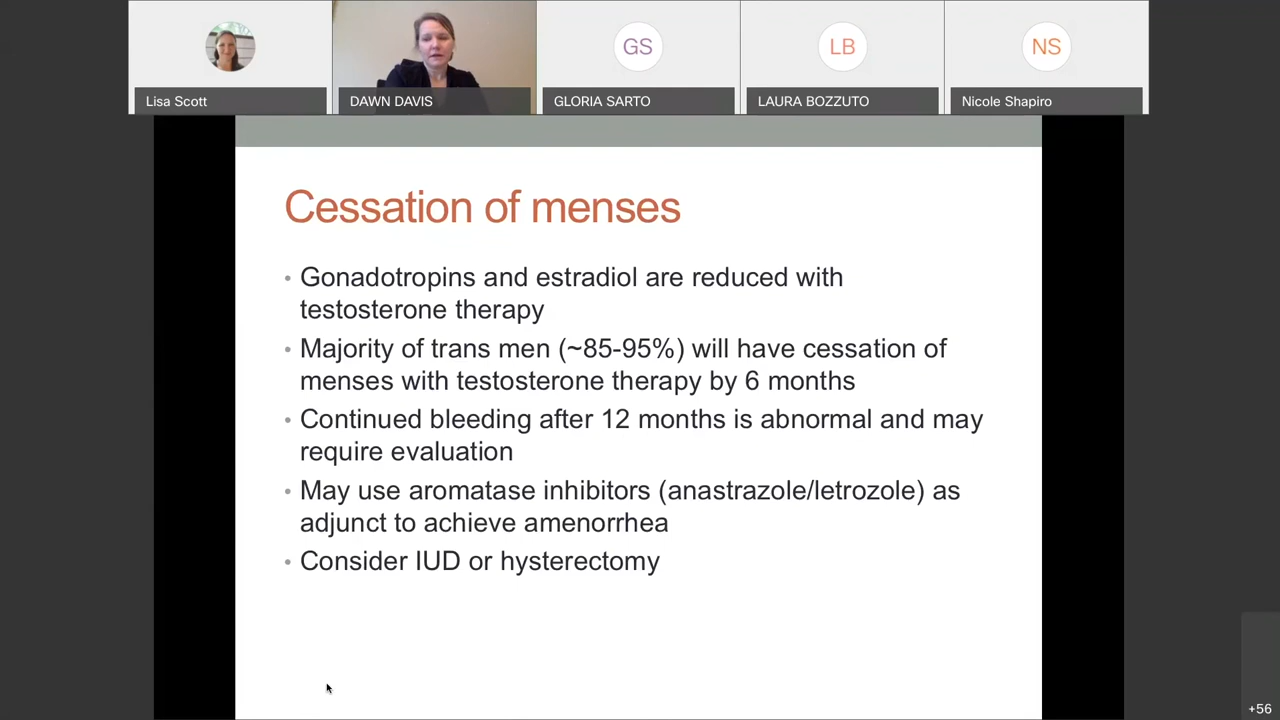 GS
LB
NS
Lisa Scott
DAWN DAVIS
GLORIA SARTO
LAURA BOZZUTO
Nicole Shapiro
Cessation of menses
• Gonadotropins and estradiol are reduced with
testosterone therapy
• Majority of trans men (~85-95%) will have cessation of
menses with testosterone therapy by 6 months
• Continued bleeding after 12 months is abnormal and may
require evaluation
• May use aromatase inhibitors (anastrazole/letrozole) as
adjunct to achieve amenorrhea
• Consider IUD or hysterectomy
+56